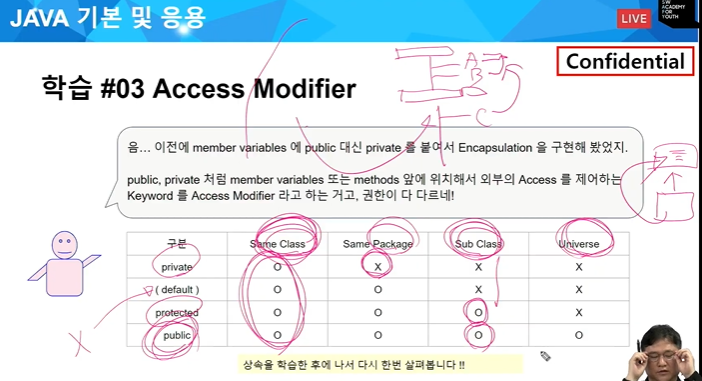 JAVA 기본 및 응용
LIVE
SW ACADEMY
FOR
YOUTH
Confidential
학습 #03 Access Modifier
A
B
C
음... 이전에 member variables 에 public 대신 private 를 붙여서 Encapsulation 을 구현해 봤었지.
public, private 처럼 member variables 또는 methods 앞에 위치해서 외부의 Access 를 제어하는
Keyword 를 Access Modifier 라고 하는 거고, 권한이 다 다르네!
구분 Same Class Same Package Sub Class Universe
private O X X X
( default ) O O X X
protected O O O X
public O O O O
X
상속을 학습한 후에 나서 다시 한번 살펴봅니다 !!